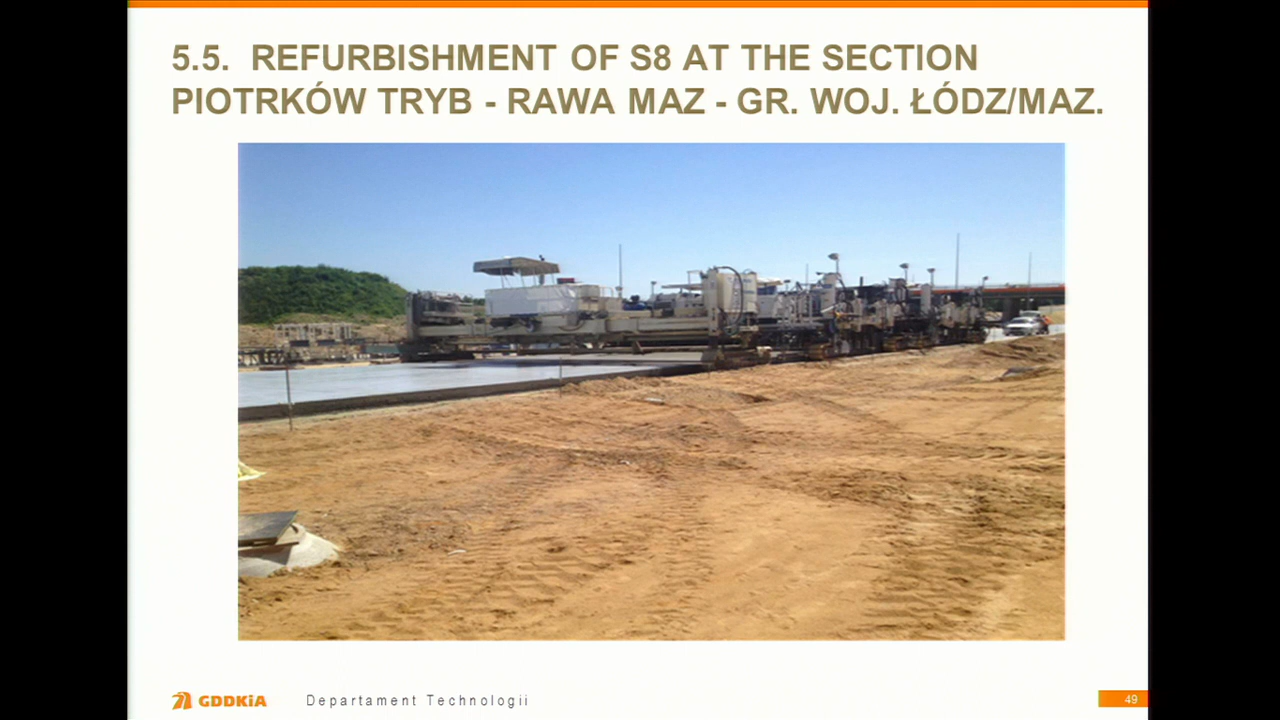 5.5. REFURBISHMENT OF S8 AT THE SECTION
PIOTRKÓW TRYB - RAWA MAZ - GR. WOJ. ŁÓDZ/MAZ.
GDDKiA Departament Technologii 49